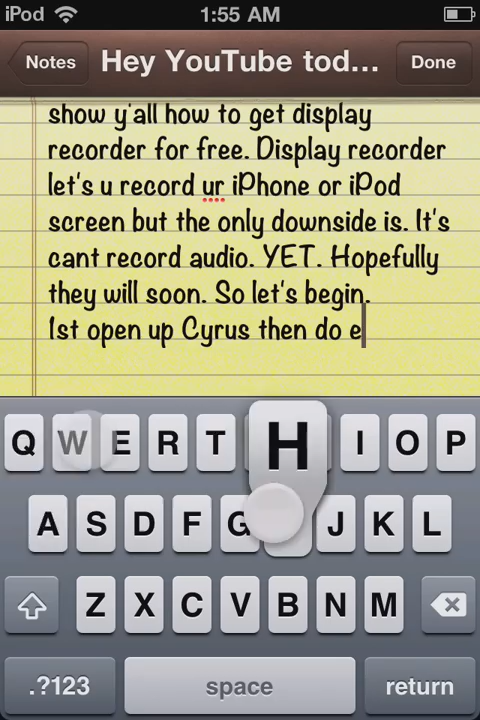 iPod 1:55 AM
Notes Hey YouTube tod... Done
show y'all how to get display
recorder for free. Display recorder
let's u record ur iPhone or iPod
screen but the only downside is. It's
cant record audio. YET. Hopefully
they will soon. So let's begin.
1st open up Cyrus then do e
Q W E R T H I O P
A S D F G J K L
Z X C V B N M
.?123 space return